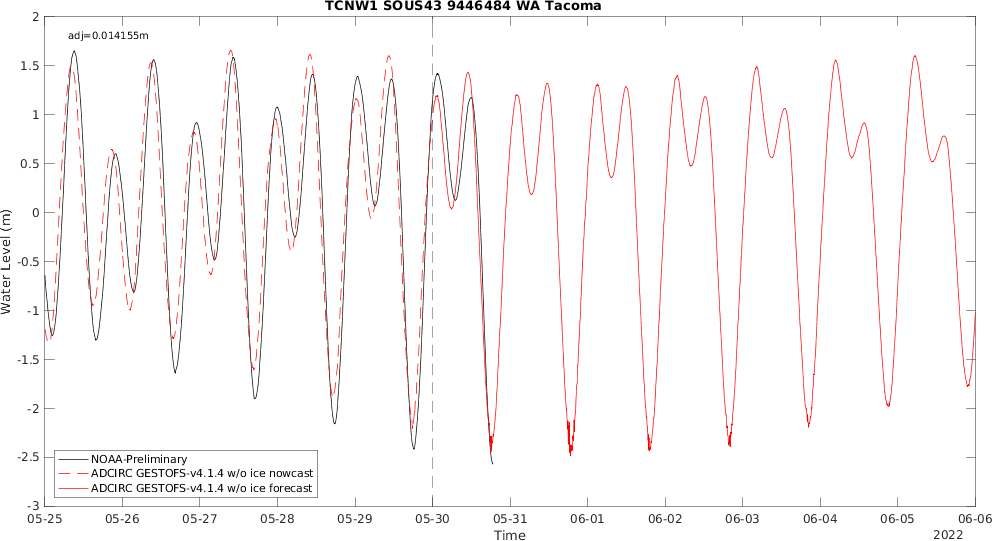 TCNW1 SOUS43 9446484 WA Tacoma
adj=0.014155m
2
1.5
1
0.5
0
-0.5
-1
-1.5
-2
-2.5
-3
Water Level (m)
NOAA-Preliminary
ADCIRC GESTOFS-v4.1.4 w/o ice nowcast
ADCIRC GESTOFS-v4.1.4 w/o ice forecast
05-25 05-26 05-27 05-28 05-29 05-30 05-31 06-01 06-02 06-03 06-04 06-05 06-06
Time
2022